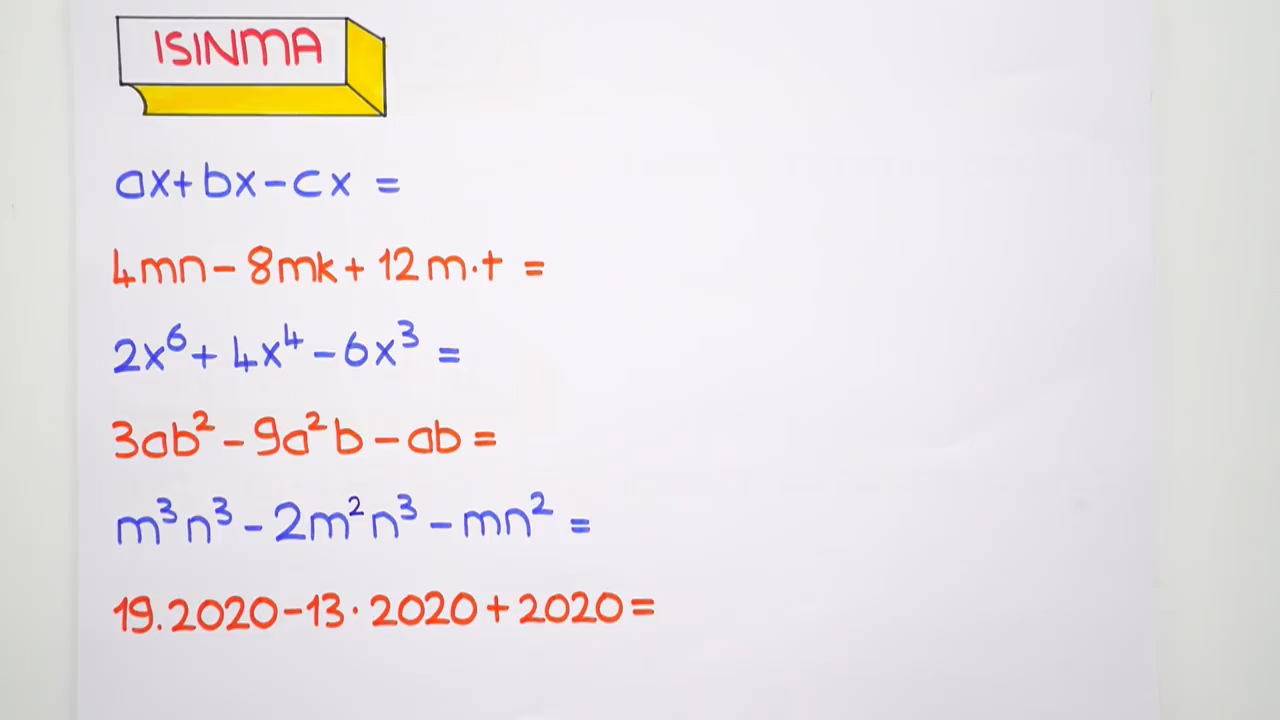 ISINMA
ax+bx-cx =
4mn-8mk+12m·t =
2x⁶+4x⁴-6x³ =
3ab²-9a²b-ab=
m³n³-2m²n³-mn² =
19.2020-13·2020+2020=